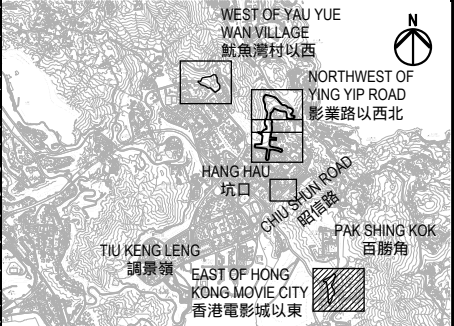 WEST OF YAU YUE
WAN VILLAGE
魷魚灣村以西
N
NORTHWEST OF
YING YIP ROAD
影業路以西北
HANG HAU
坑口
CHIU SHUN ROAD
昭信路
PAK SHING KOK
百勝角
TIU KENG LENG
調景嶺
EAST OF HONG
KONG MOVIE CITY
香港電影城以東